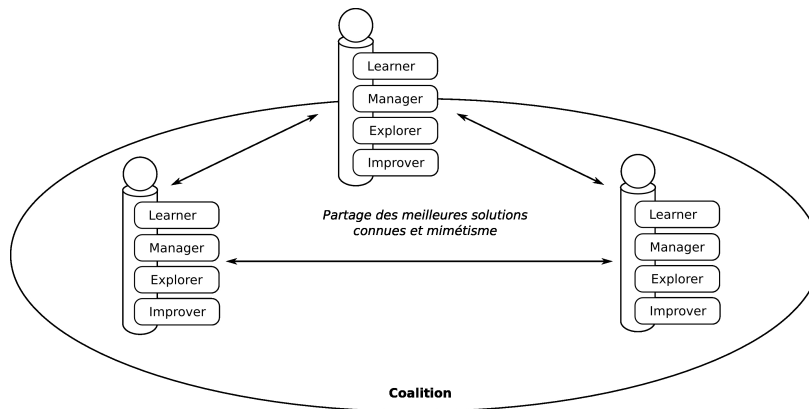 Learner
Manager
Explorer
Improver
Learner
Manager
Explorer
Improver
Partage des meilleures solutions
connues et mimétisme
Learner
Manager
Explorer
Improver
Coalition